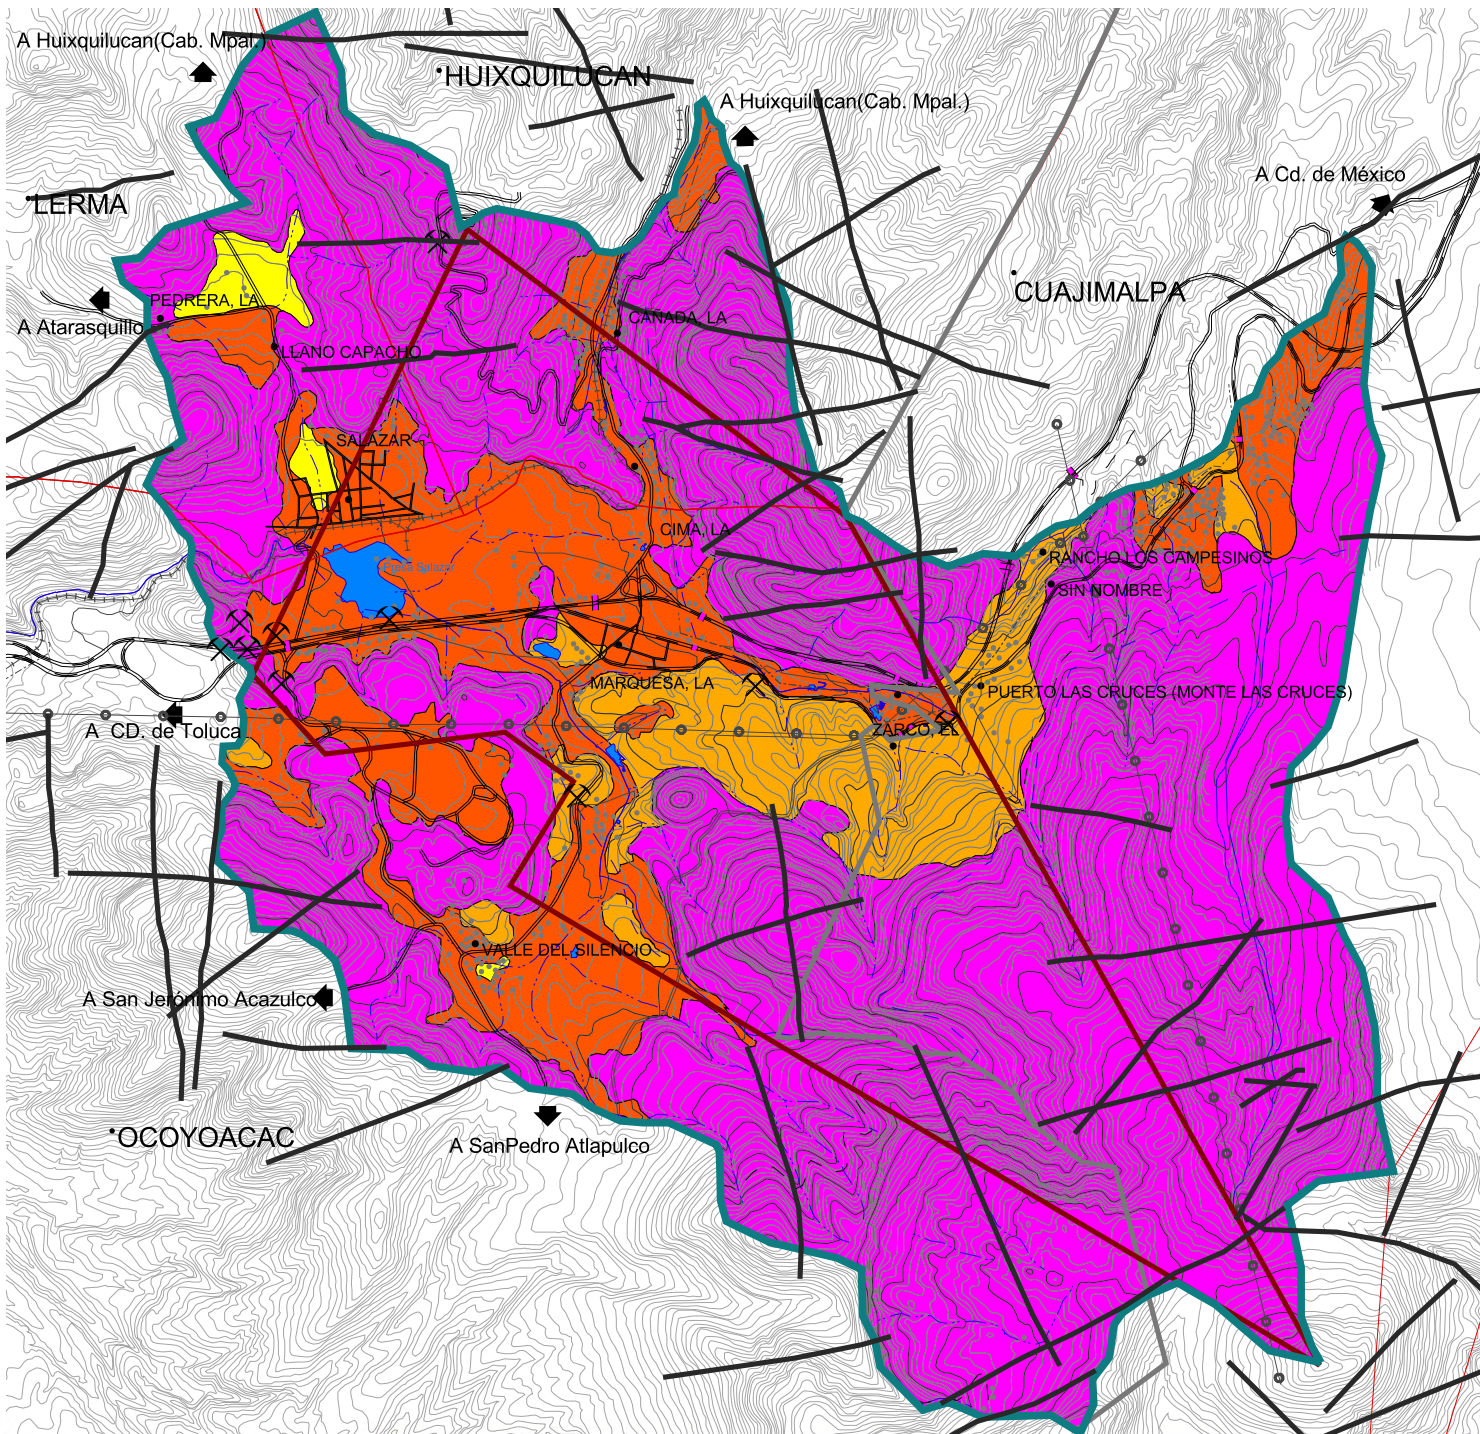 A Huixquilucan(Cab. Mpal.)
HUIXQUILUCAN
A Huixquilucan(Cab. Mpal.)
A Cd. de México
LERMA
CUAJIMALPA
PEDRERA, LA
A Atarasquillo
CAÑADA, LA
LLANO CAPACHO
SALAZAR
CIMA, LA
Presa Salazar
RANCHO LOS CAMPESINOS
SIN NOMBRE
MARQUESA, LA
PUERTO LAS CRUCES (MONTE LAS CRUCES)
A CD. de Toluca
ZARCO, EL
VALLE DEL SILENCIO
A San Jerónimo Acazulco
OCOYOACAC
A SanPedro Atlapulco